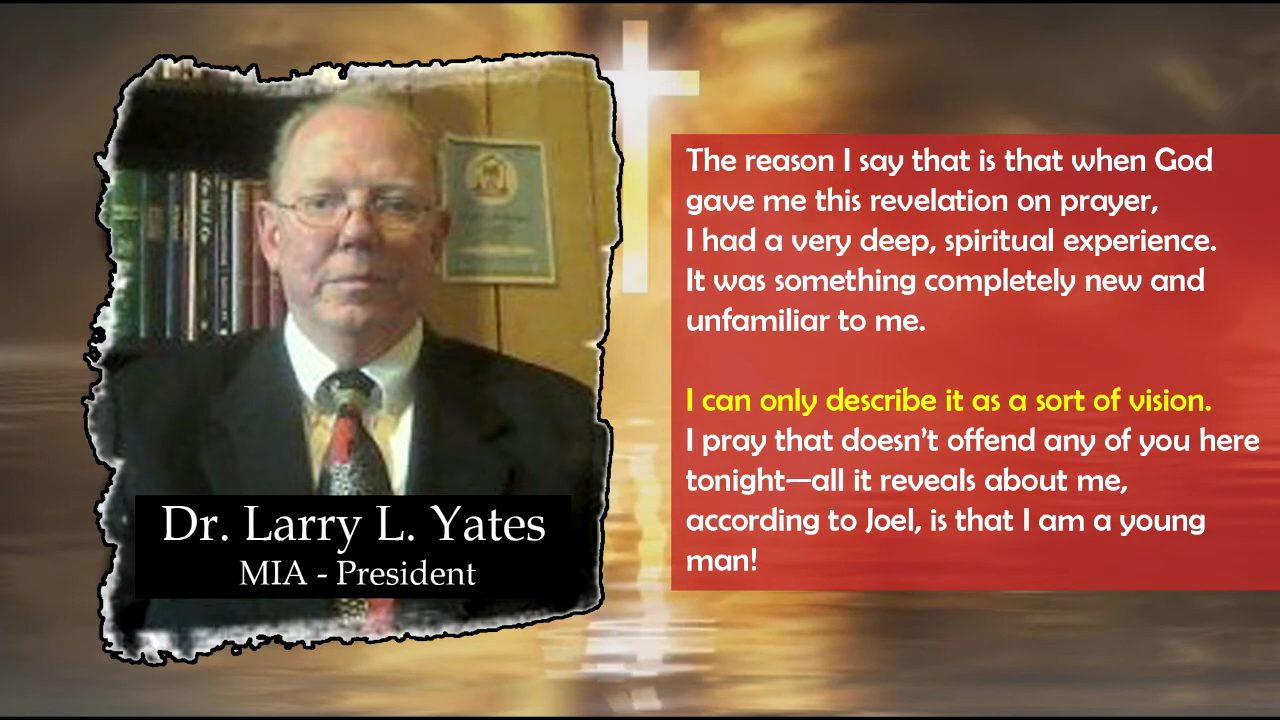 Dr. Larry L. Yates
MIA - President
The reason I say that is that when God
gave me this revelation on prayer,
I had a very deep, spiritual experience.
It was something completely new and
unfamiliar to me.
I can only describe it as a sort of vision.
I pray that doesn't offend any of you here
tonight—all it reveals about me,
according to Joel, is that I am a young
man!